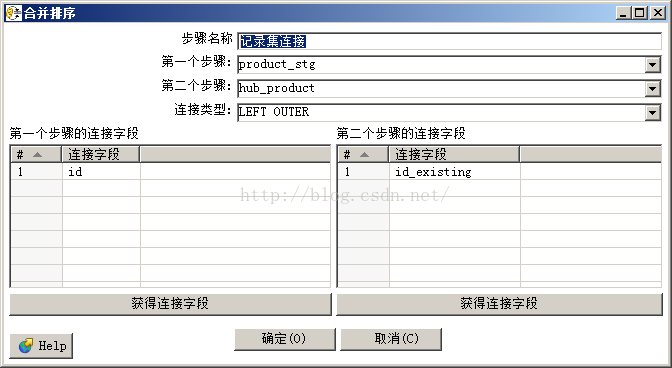 合并排序
步骤名称 记录集连接
第一个步骤: product_stg
第二个步骤: hub_product
连接类型: LEFT OUTER
第一个步骤的连接字段 第二个步骤的连接字段
# 连接字段 # 连接字段
1 id 1 id_existing
http://blog.csdn.net/
获得连接字段 获得连接字段
确定(O) 取消(C)
Help